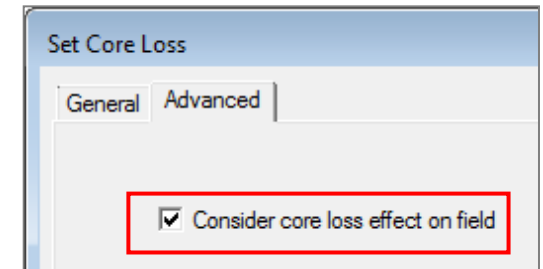 Set Core Loss
General Advanced
Consider core loss effect on field